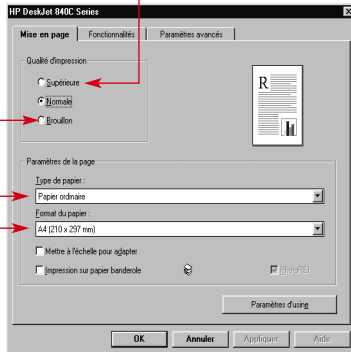 HP DeskJet 840C Series
Mise en page Fonctionnalités Paramètres avancés
Qualité d'impression
Supérieure
Normale
Brouillon
R
Paramètres de la page
Type de papier :
Papier ordinaire
Format du papier :
A4 (210 x 297 mm)
Mettre à l'échelle pour adapter
Impression sur papier banderole
PhotoREt
Paramètres d'usine
OK Annuler Appliquer Aide